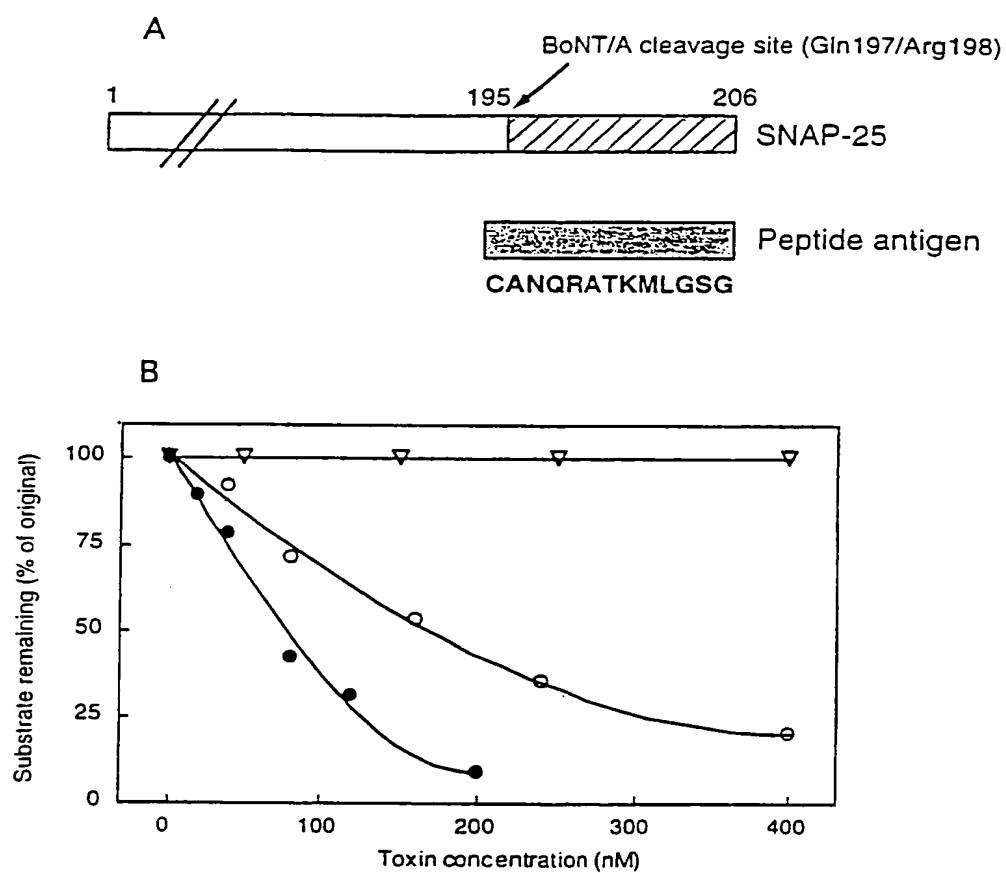 A
BoNT/A cleavage site (Gln197/Arg198)
1
195
206
SNAP-25
Peptide antigen
CANQRATKMLGSG
B
Substrate remaining (% of original)
100
75
50
25
0
0
100
200
300
400
Toxin concentration (nM)